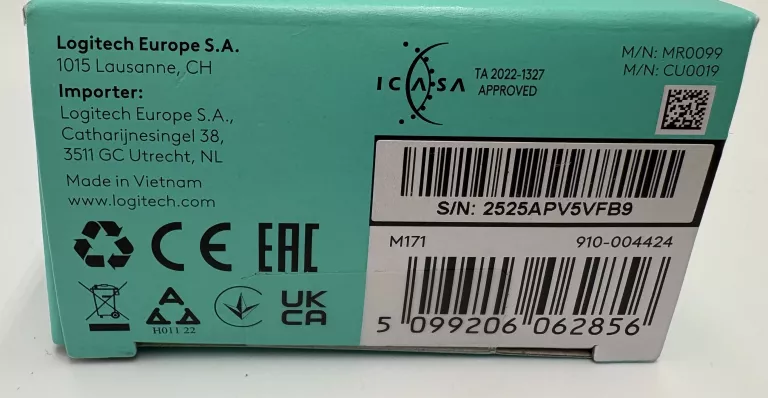 Logitech Europe S.A.
1015 Lausanne, CH
Importer:
Logitech Europe S.A.,
Catharijnesingel 38,
3511 GC Utrecht, NL
Made in Vietnam
www.logitech.com
CE EAC
H011 22
UK
CA
ICASA
TA 2022-1327
APPROVED
M/N: MR0099
M/N: CU0019
S/N: 2525APV5VFB9
M171 910-004424
5 099206 062856